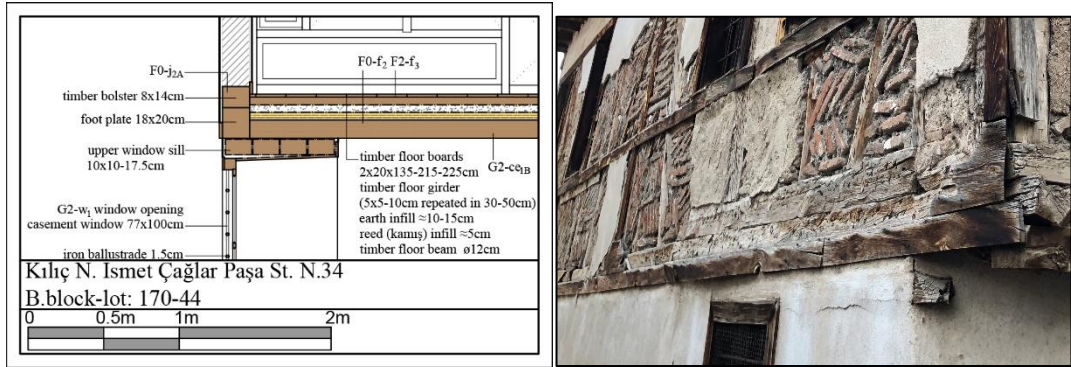 F0-j2A
timber bolster 8x14cm
foot plate 18x20cm
upper window sill
10x10-17.5cm
G2-w1 window opening
casement window 77x100cm
iron ballustrade 1.5cm
F0-f2 F2-f3
G2-ce1B
timber floor boards
2x20x135-215-225cm
timber floor girder
(5x5-10cm repeated in 30-50cm)
earth infill ≈10-15cm
reed (kamış) infill ≈5cm
timber floor beam ø12cm
Kılıç N. Ismet Çağlar Paşa St. N.34
B.block-lot: 170-44
0 0.5m 1m 2m